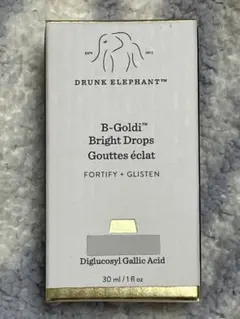 DRUNK ELEPHANT™
B-Goldi™
Bright Drops
Gouttes éclat
FORTIFY + GLISTEN
Diglucosyl Gallic Acid
30 ml / 1 fl oz